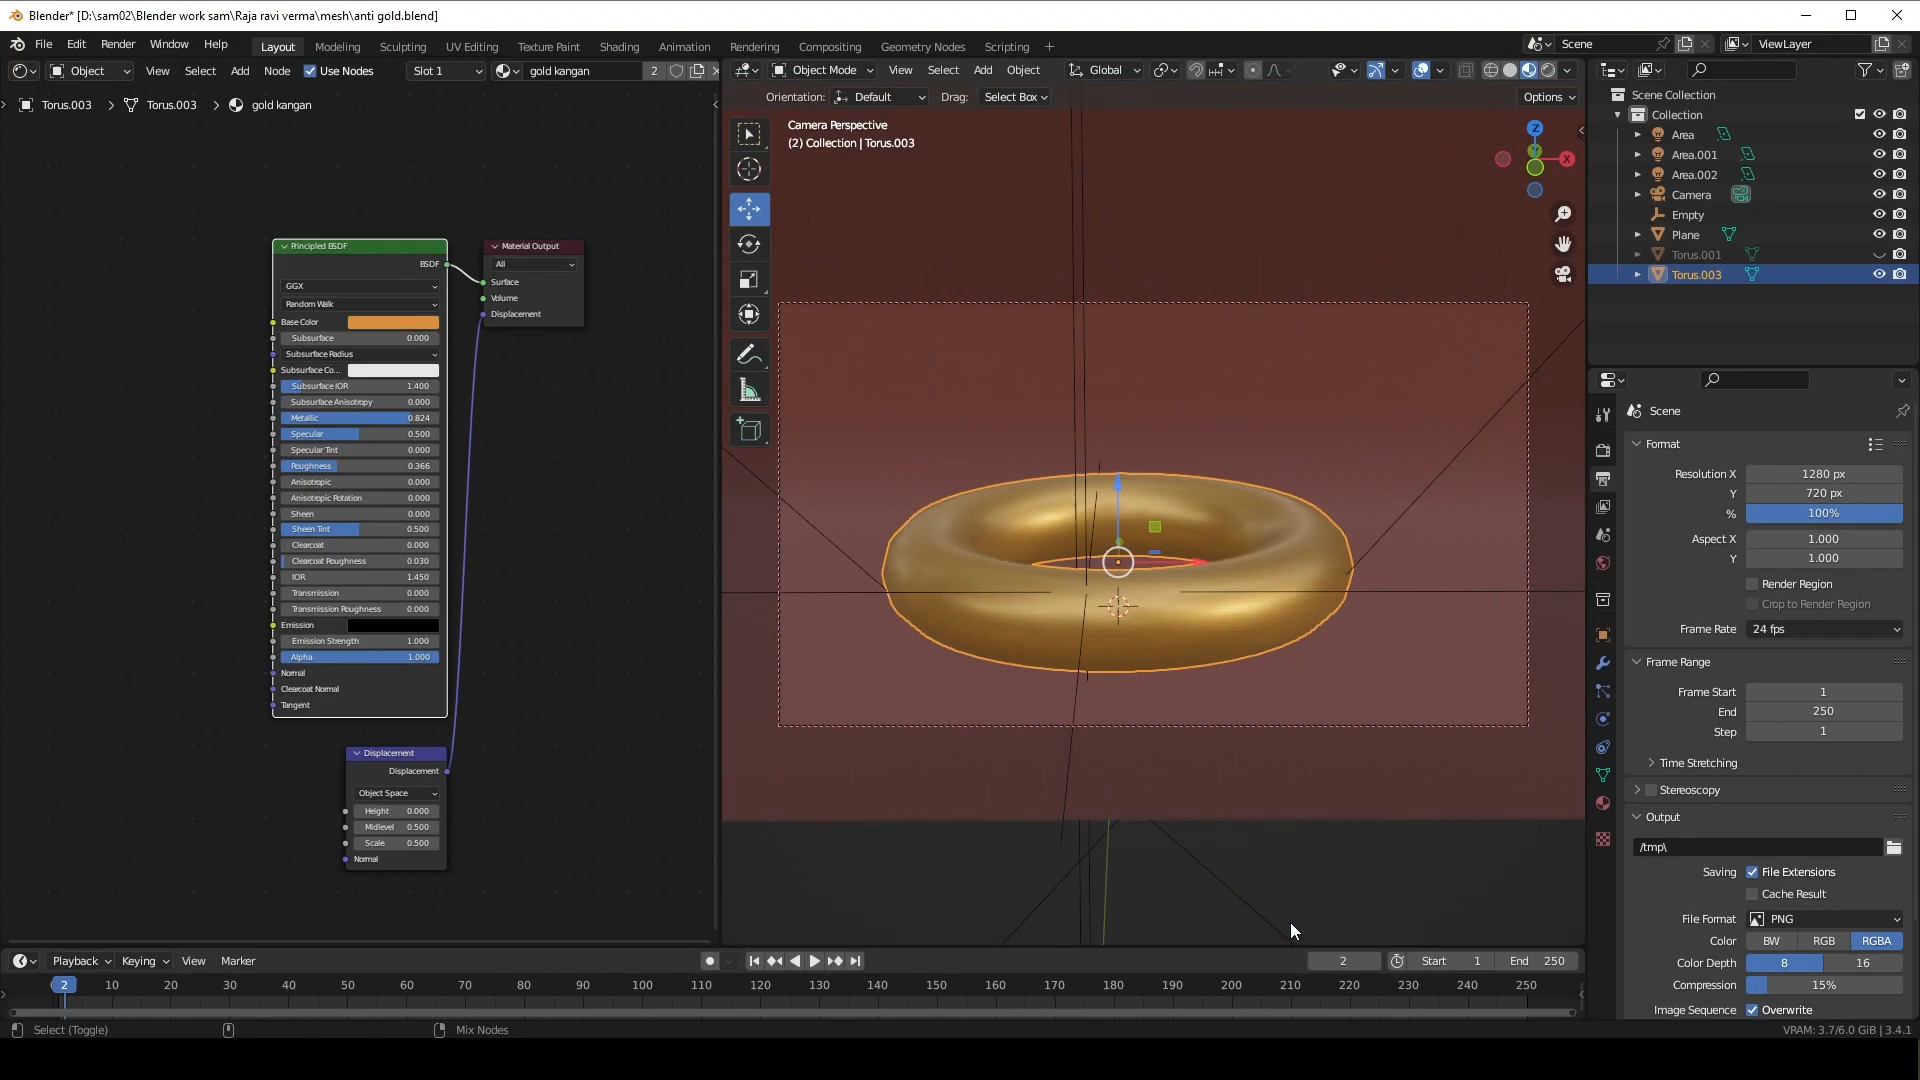 Blender* [D:\sam02\Blender work sam\Raja ravi verma\mesh\anti gold.blend]
File Edit Render Window Help Layout Modeling Sculpting UV Editing Texture Paint Shading Animation Rendering Compositing Geometry Nodes Scripting + Scene ViewLayer
Object View Select Add Node Use Nodes Slot 1 gold kangan 2
Object Mode View Select Add Object Global
Orientation: Default Drag: Select Box Options
Torus.003 > Torus.003 > gold kangan
Camera Perspective
(2) Collection | Torus.003
Z
Y
X
Principled BSDF
BSDF
GGX
Random Walk
Base Color
Subsurface 0.000
Subsurface Radius
Subsurface Co...
Subsurface IOR 1.400
Subsurface Anisotropy 0.000
Metallic 0.824
Specular 0.500
Specular Tint 0.000
Roughness 0.366
Anisotropic 0.000
Anisotropic Rotation 0.000
Sheen 0.000
Sheen Tint 0.500
Clearcoat 0.000
Clearcoat Roughness 0.030
IOR 1.450
Transmission 0.000
Transmission Roughness 0.000
Emission
Emission Strength 1.000
Alpha 1.000
Normal
Clearcoat Normal
Tangent
Material Output
All
Surface
Volume
Displacement
Displacement
Displacement
Object Space
Height 0.000
Midlevel 0.500
Scale 0.500
Normal
Scene Collection
Collection
Area
Area.001
Area.002
Camera
Empty
Plane
Torus.001
Torus.003
Scene
Format
Resolution X 1280 px
Y 720 px
% 100%
Aspect X 1.000
Y 1.000
Render Region
Crop to Render Region
Frame Rate 24 fps
Frame Range
Frame Start 1
End 250
Step 1
Time Stretching
Stereoscopy
Output
/tmp\
Saving File Extensions
Cache Result
File Format PNG
Color BW RGB RGBA
Color Depth 8 16
Compression 15%
Image Sequence Overwrite
Playback Keying View Marker 2 Start 1 End 250
2 10 20 30 40 50 60 70 80 90 100 110 120 130 140 150 160 170 180 190 200 210 220 230 240 250
Select (Toggle) Mix Nodes VRAM: 3.7/6.0 GiB | 3.4.1